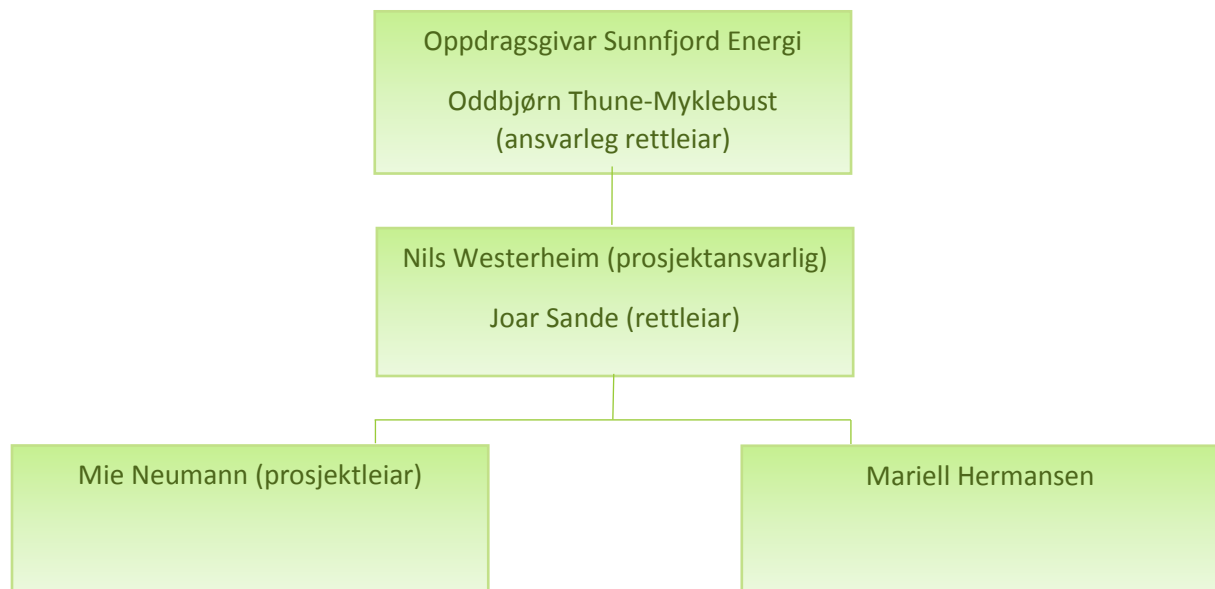 Oppdragsgivar Sunnfjord Energi
Oddbjørn Thune-Myklebust
(ansvarleg rettleiar)
Nils Westerheim (prosjektansvarlig)
Joar Sande (rettleiar)
Mie Neumann (prosjektleiar)
Mariell Hermansen